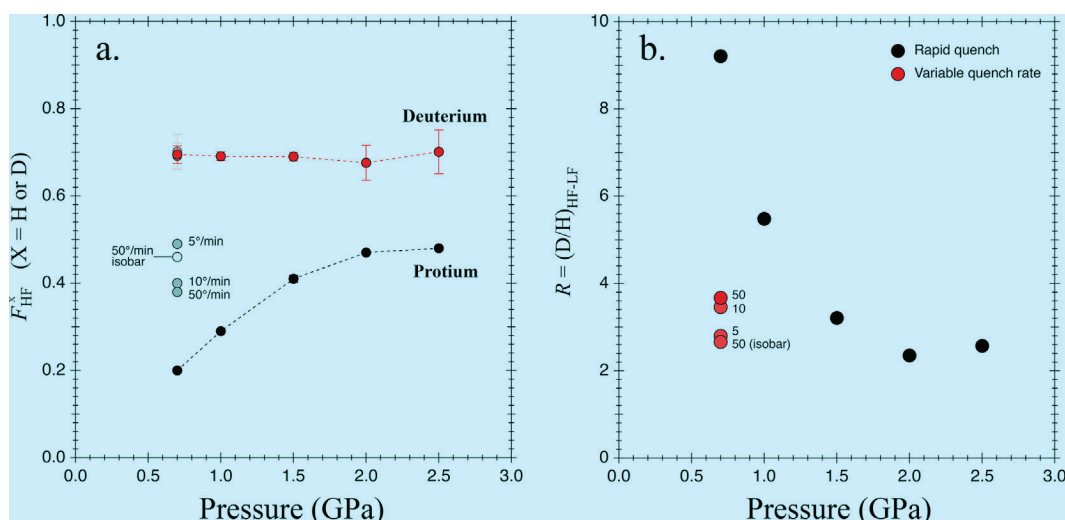 a.
Deuterium
Protium
5°/min
50°/min
isobar
10°/min
50°/min
1.0
0.8
0.6
0.4
0.2
0.0
0.0 0.5 1.0 1.5 2.0 2.5 3.0
F^x_HF (X = H or D)
Pressure (GPa)
b.
Rapid quench
Variable quench rate
50
10
5
50 (isobar)
10
8
6
4
2
0
0.0 0.5 1.0 1.5 2.0 2.5 3.0
R = (D/H)HF-LF
Pressure (GPa)